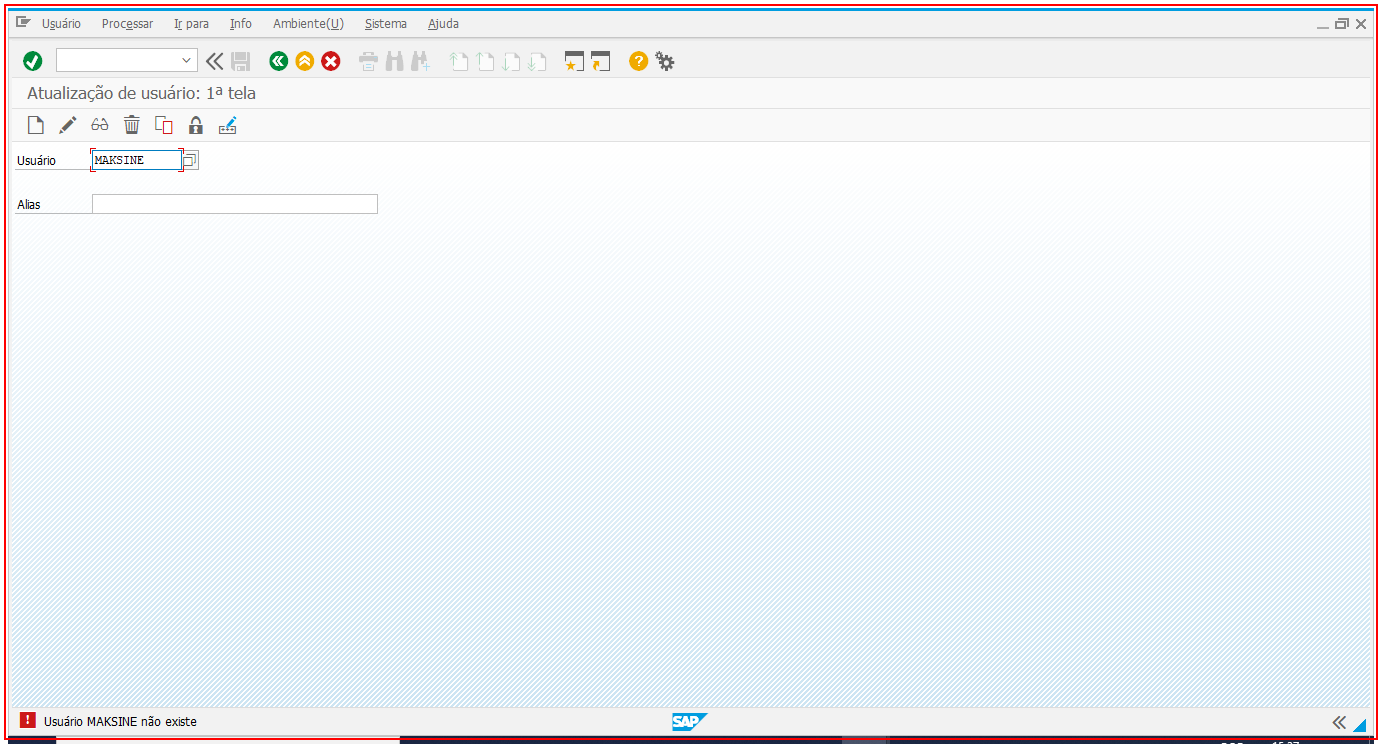 Usuário Processar Ir para Info Ambiente(U) Sistema Ajuda
Atualização de usuário: 1ª tela
Usuário MAKSINE
Alias
Usuário MAKSINE não existe
SAP